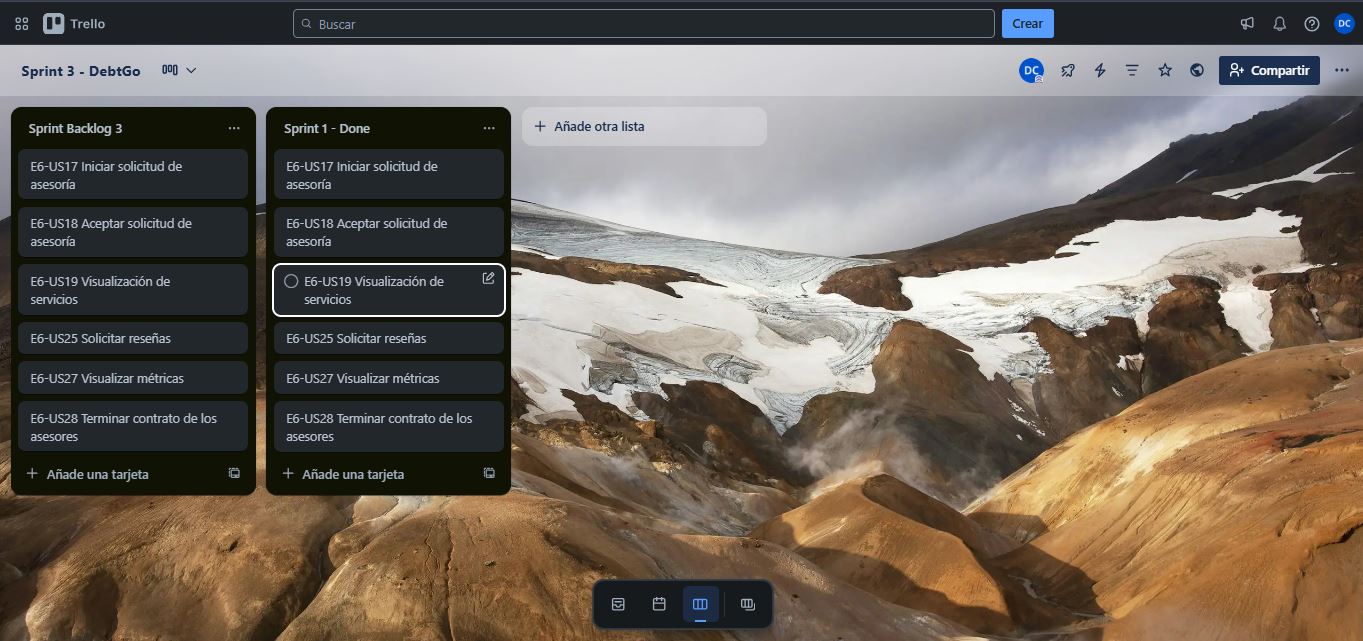 Trello
Buscar
Crear
DC
Sprint 3 - DebtGo
DC
Compartir
Sprint Backlog 3
E6-US17 Iniciar solicitud de
asesoría
E6-US18 Aceptar solicitud de
asesoría
E6-US19 Visualización de
servicios
E6-US25 Solicitar reseñas
E6-US27 Visualizar métricas
E6-US28 Terminar contrato de los
asesores
Añade una tarjeta
Sprint 1 - Done
E6-US17 Iniciar solicitud de
asesoría
E6-US18 Aceptar solicitud de
asesoría
E6-US19 Visualización de
servicios
E6-US25 Solicitar reseñas
E6-US27 Visualizar métricas
E6-US28 Terminar contrato de los
asesores
Añade una tarjeta
Añade otra lista